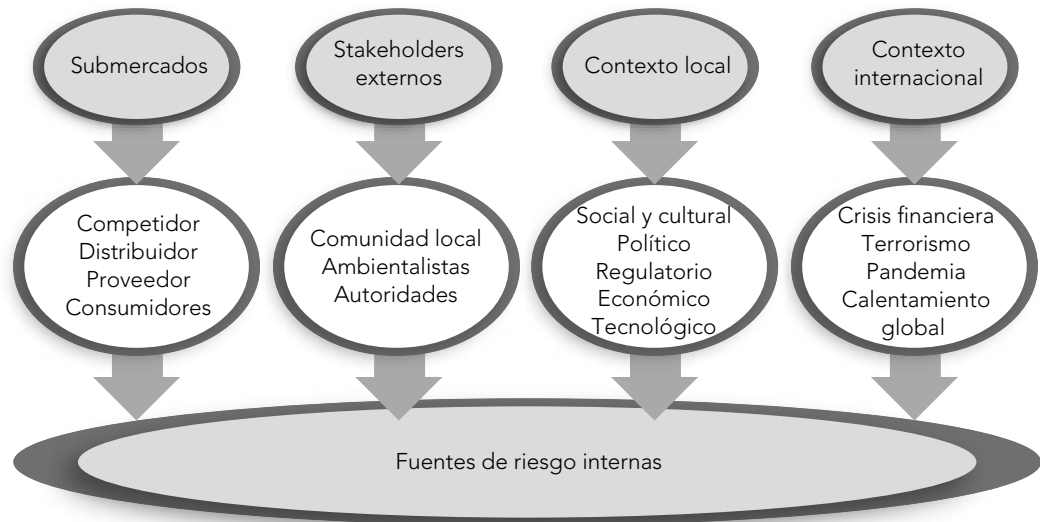 Submercados
Stakeholders
externos
Contexto local
Contexto
internacional
Competidor
Distribuidor
Proveedor
Consumidores
Comunidad local
Ambientalistas
Autoridades
Social y cultural
Político
Regulatorio
Económico
Tecnológico
Crisis financiera
Terrorismo
Pandemia
Calentamiento
global
Fuentes de riesgo internas